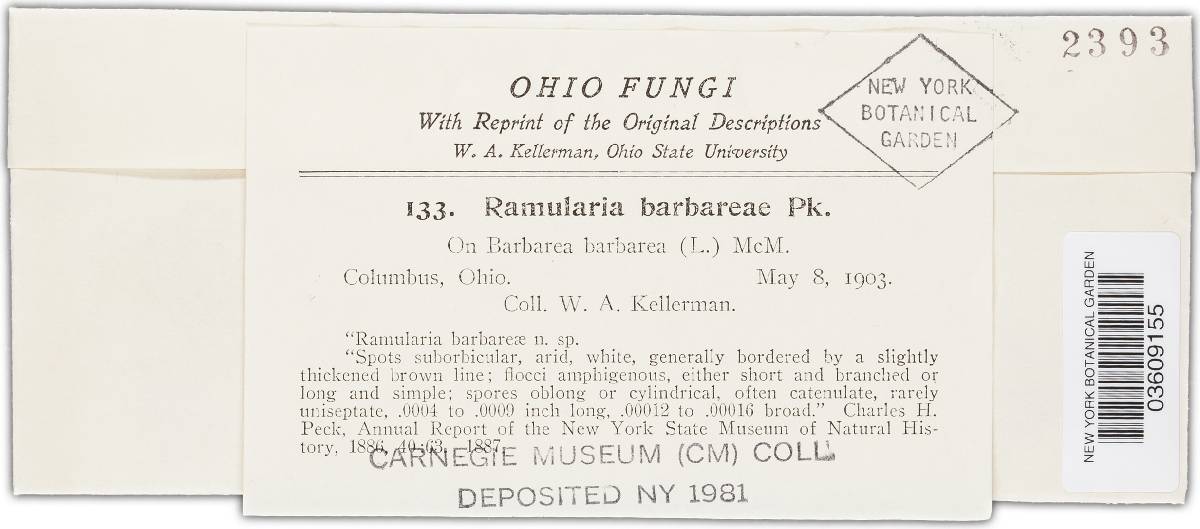 2393
OHIO FUNGI
With Reprint of the Original Descriptions
W. A. Kellerman, Ohio State University
NEW YORK
BOTANICAL
GARDEN
133. Ramularia barbareae Pk.
On Barbarea barbarea (L.) McM.
Columbus, Ohio. May 8, 1903.
Coll. W. A. Kellerman.
"Ramularia barbareæ n. sp.
"Spots suborbicular, arid, white, generally bordered by a slightly
thickened brown line; flocci amphigenous, either short and branched or
long and simple; spores oblong or cylindrical, often catenulate, rarely
uniseptate, .0004 to .0009 inch long, .00012 to .00016 broad." Charles H.
Peck, Annual Report of the New York State Museum of Natural His-
tory, 1886, 40:63. 1887.
CARNEGIE MUSEUM (CM) COLL.
DEPOSITED NY 1981
NEW YORK BOTANICAL GARDEN
03609155